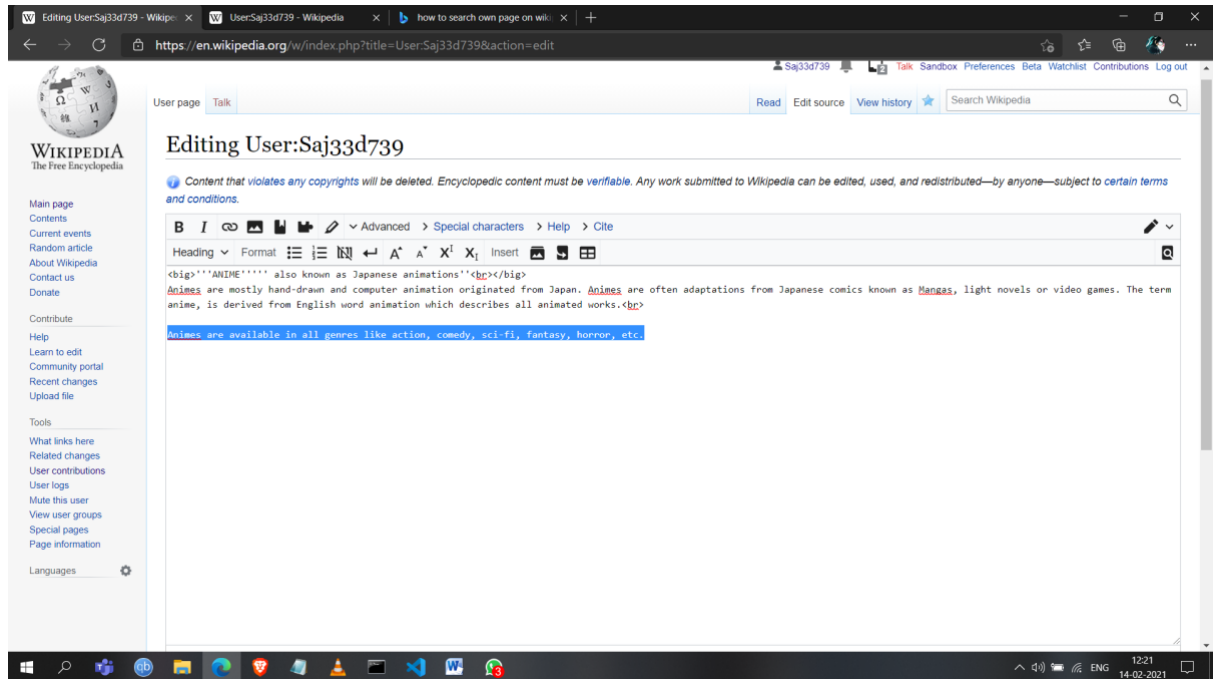 Editing User:Saj33d739 - Wikipe
User:Saj33d739 - Wikipedia
how to search own page on wiki
https://en.wikipedia.org/w/index.php?title=User:Saj33d739&action=edit
Saj33d739 Talk Sandbox Preferences Beta Watchlist Contributions Log out
User page Talk Read Edit source View history Search Wikipedia
WIKIPEDIA
The Free Encyclopedia
Main page
Contents
Current events
Random article
About Wikipedia
Contact us
Donate
Contribute
Help
Learn to edit
Community portal
Recent changes
Upload file
Tools
What links here
Related changes
User contributions
User logs
Mute this user
View user groups
Special pages
Page information
Languages
Editing User:Saj33d739
Content that violates any copyrights will be deleted. Encyclopedic content must be verifiable. Any work submitted to Wikipedia can be edited, used, and redistributed—by anyone—subject to certain terms
and conditions.
B I Advanced Special characters Help Cite
Heading Format A A X X Insert
<big>'''ANIME''''' also known as Japanese animations''<br></big>
Animes are mostly hand-drawn and computer animation originated from Japan. Animes are often adaptations from Japanese comics known as Mangas, light novels or video games. The term
anime, is derived from English word animation which describes all animated works.<br>
Animes are available in all genres like action, comedy, sci-fi, fantasy, horror, etc.
ENG 12:21
14-02-2021